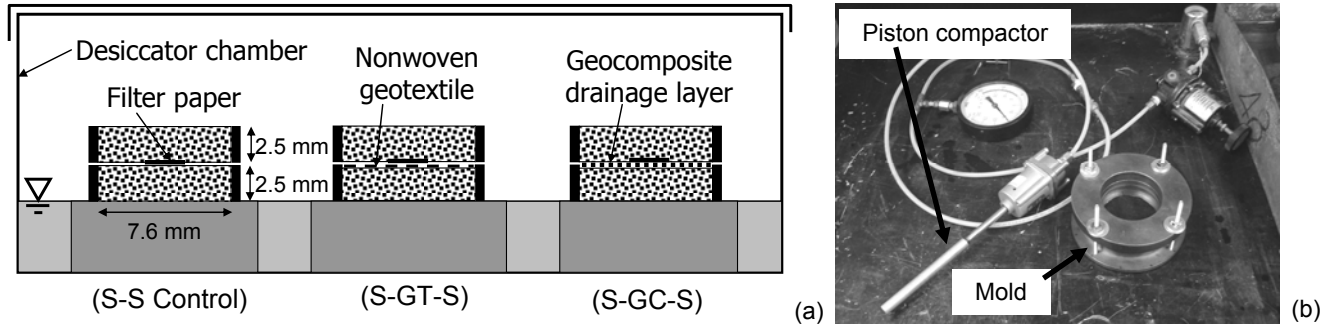 Desiccator chamber
Filter paper
Nonwoven
geotextile
Geocomposite
drainage layer
2.5 mm
2.5 mm
7.6 mm
(S-S Control)
(S-GT-S)
(S-GC-S)
(a)
Piston compactor
Mold
(b)